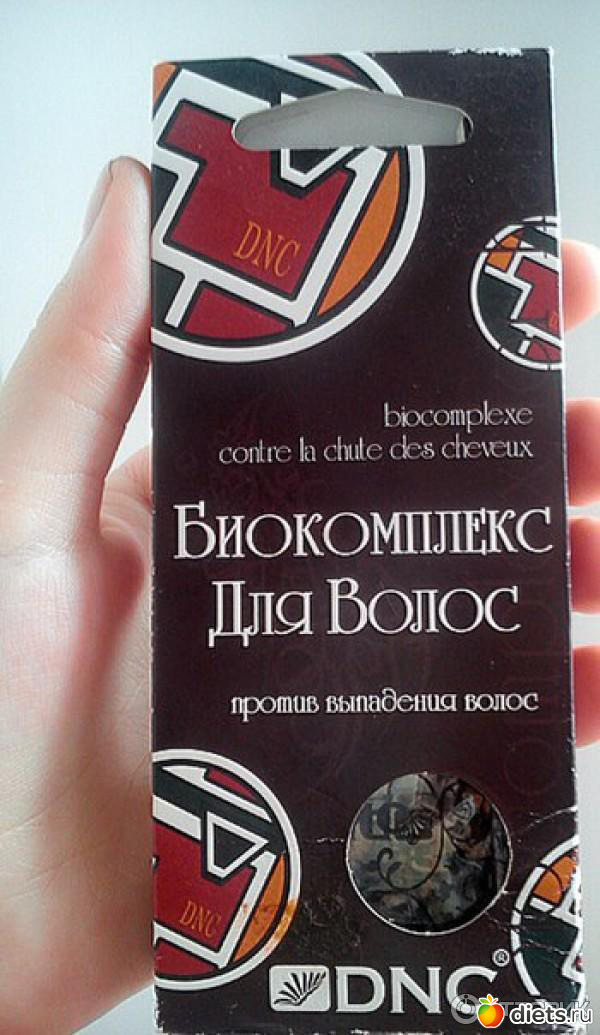 DNC
biocomplexe
contre la chute des cheveux
БИОКОМПЛЕКС
ДЛЯ ВОЛОС
против выпадения волос
DNC
DNC®
diets.ru